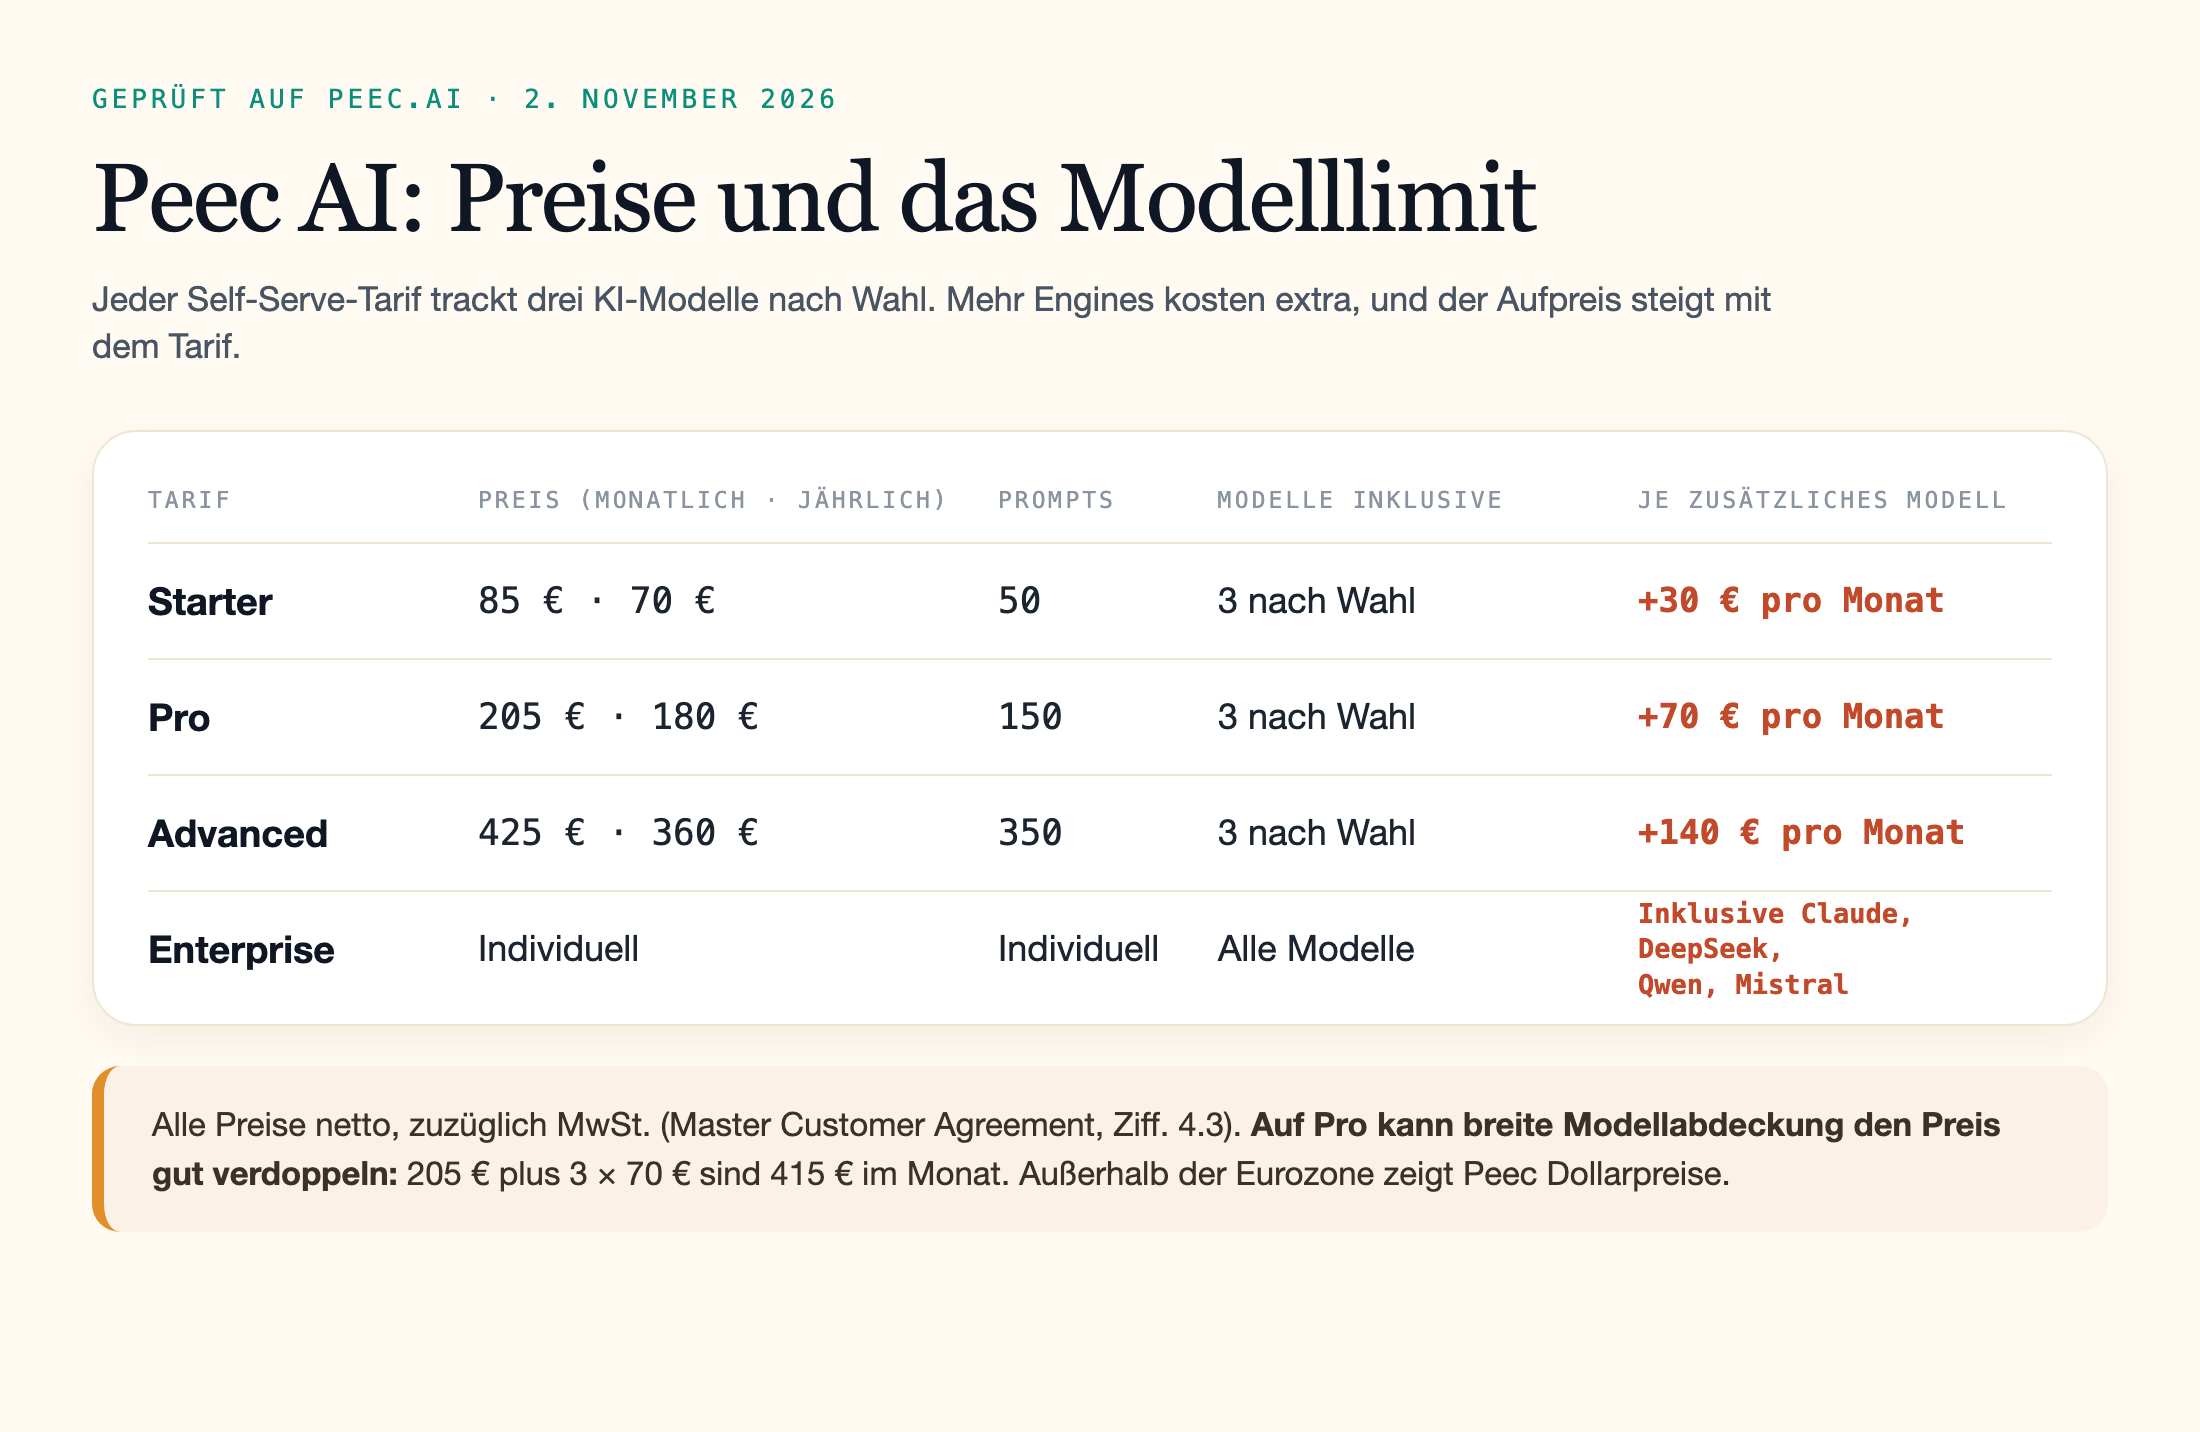 GEPRÜFT AUF PEEC.AI · 2. NOVEMBER 2026
Peec AI: Preise und das Modelllimit
Jeder Self-Serve-Tarif trackt drei KI-Modelle nach Wahl. Mehr Engines kosten extra, und der Aufpreis steigt mit
dem Tarif.
TARIF PREIS (MONATLICH · JÄHRLICH) PROMPTS MODELLE INKLUSIVE JE ZUSÄTZLICHES MODELL
Starter 85 € · 70 € 50 3 nach Wahl +30 € pro Monat
Pro 205 € · 180 € 150 3 nach Wahl +70 € pro Monat
Advanced 425 € · 360 € 350 3 nach Wahl +140 € pro Monat
Enterprise Individuell Individuell Alle Modelle Inklusive Claude,
DeepSeek,
Qwen, Mistral
Alle Preise netto, zuzüglich MwSt. (Master Customer Agreement, Ziff. 4.3). Auf Pro kann breite Modellabdeckung den Preis
gut verdoppeln: 205 € plus 3 × 70 € sind 415 € im Monat. Außerhalb der Eurozone zeigt Peec Dollarpreise.